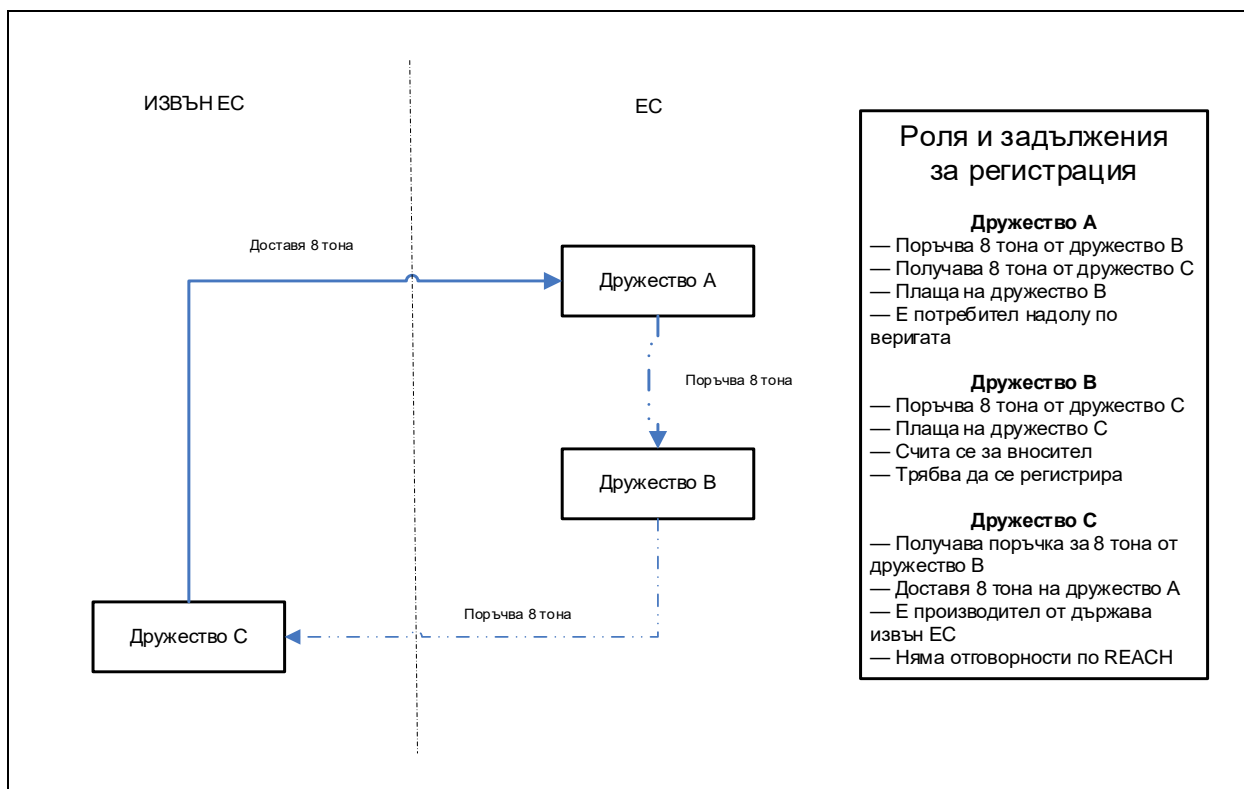 ИЗВЪН ЕС
ЕС
Доставя 8 тона
Дружество А
Поръчва 8 тона
Дружество В
Поръчва 8 тона
Дружество С
Роля и задължения
за регистрация
Дружество А
— Поръчва 8 тона от дружество В
— Получава 8 тона от дружество С
— Плаща на дружество В
— Е потребител надолу по
веригата
Дружество В
— Поръчва 8 тона от дружество С
— Плаща на дружество С
— Счита се за вносител
— Трябва да се регистрира
Дружество С
— Получава поръчка за 8 тона от
дружество В
— Доставя 8 тона на дружество А
— Е производител от държава
извън ЕС
— Няма отговорности по REACH